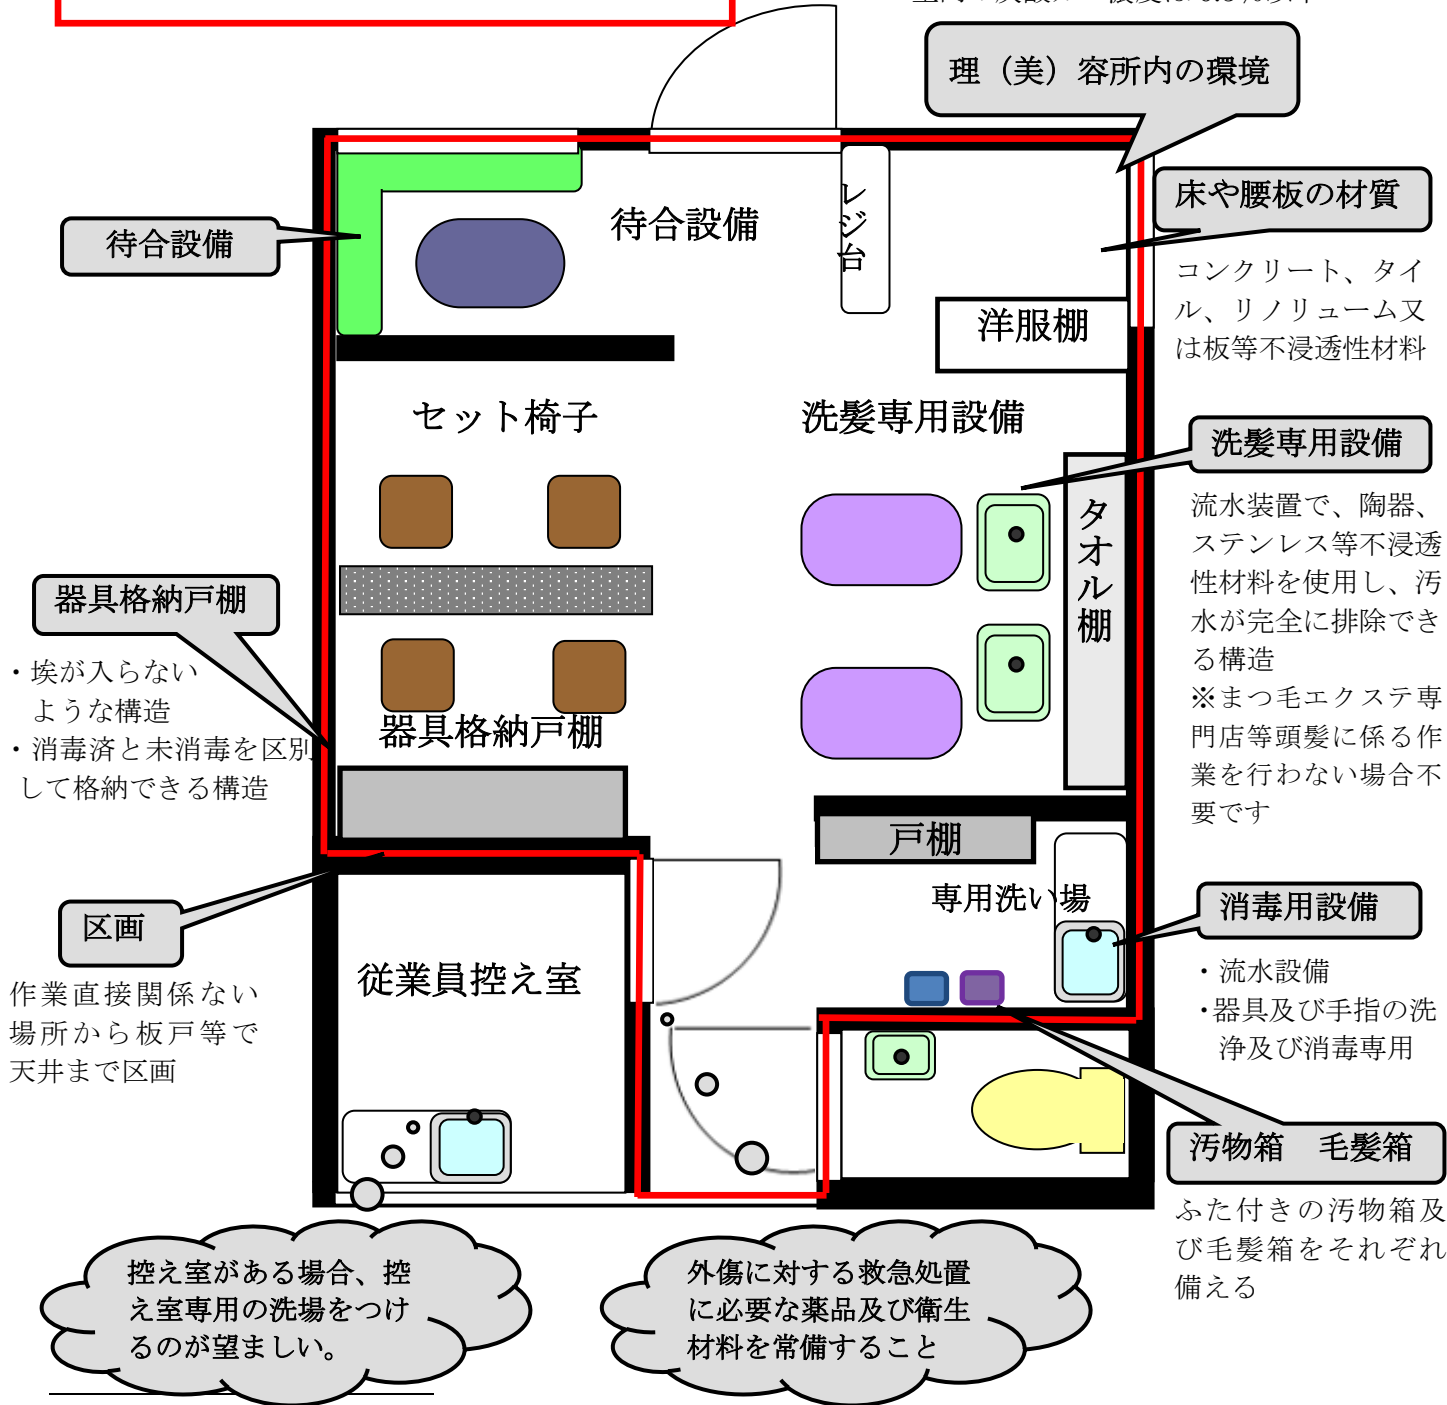 理（美）容所内の環境
床や腰板の材質
コンクリート、タイ
ル、リノリューム又
は板等不浸透性材料
待合設備
待合設備
レジ台
洋服棚
セット椅子
洗髪専用設備
洗髪専用設備
流水装置で、陶器、
ステンレス等不浸透
性材料を使用し、汚
水が完全に排除でき
る構造
※まつ毛エクステ専
門店等頭髪に係る作
業を行わない場合不
要です
タオル棚
器具格納戸棚
・埃が入らない
ような構造
・消毒済と未消毒を区別
して格納できる構造
器具格納戸棚
戸棚
専用洗い場
消毒用設備
・流水設備
・器具及び手指の洗
浄及び消毒専用
区画
作業直接関係ない
場所から板戸等で
天井まで区画
従業員控え室
汚物箱　毛髪箱
ふた付きの汚物箱及
び毛髪箱をそれぞれ
備える
控え室がある場合、控
え室専用の洗場をつけ
るのが望ましい。
外傷に対する救急処置
に必要な薬品及び衛生
材料を常備すること